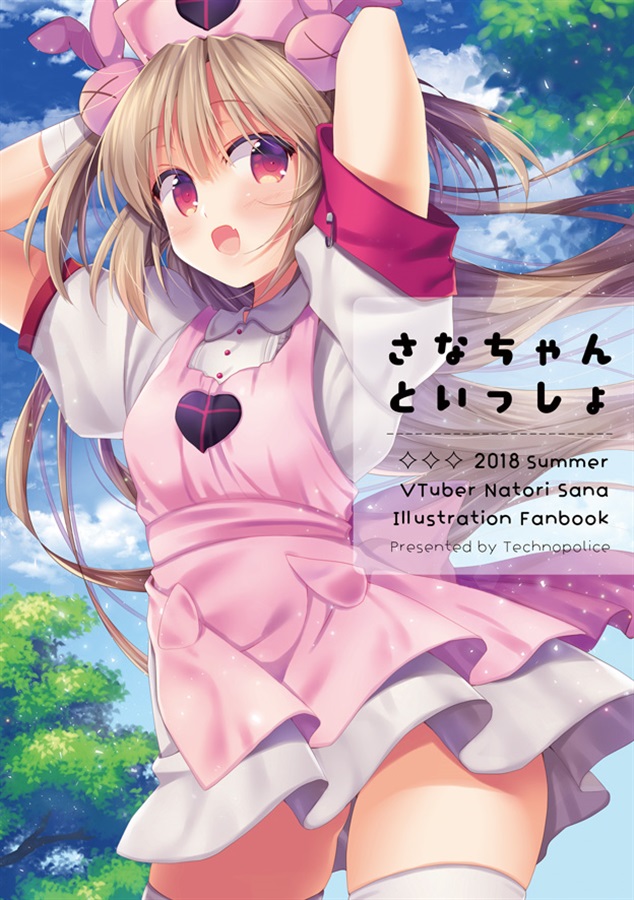 さなちゃん
といっしょ
✧✧✧ 2018 Summer
VTuber Natori Sana
Illustration Fanbook
Presented by Technopolice